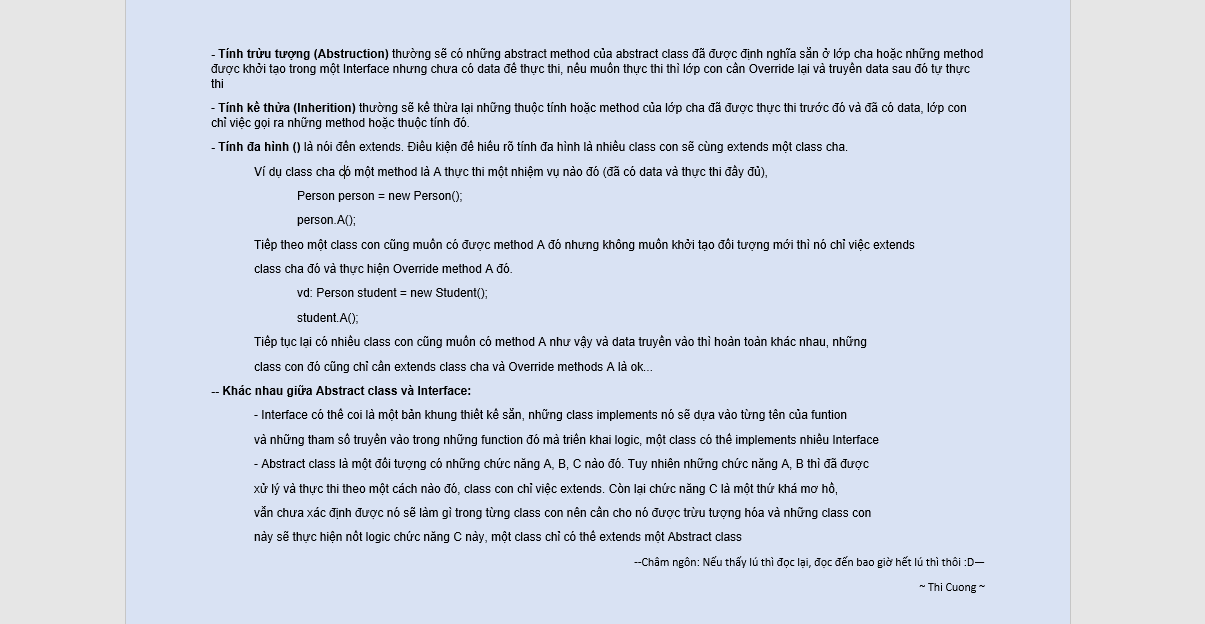 - Tính trừu tượng (Abstruction) thường sẽ có những abstract method của abstract class đã được định nghĩa sẵn ở lớp cha hoặc những method
được khởi tạo trong một Interface nhưng chưa có data để thực thi, nếu muốn thực thi thì lớp con cần Override lại và truyền data sau đó tự thực
thi
- Tính kế thừa (Inherition) thường sẽ kế thừa lại những thuộc tính hoặc method của lớp cha đã được thực thi trước đó và đã có data, lớp con
chỉ việc gọi ra những method hoặc thuộc tính đó.
- Tính đa hình () là nói đến extends. Điều kiện để hiểu rõ tính đa hình là nhiều class con sẽ cùng extends một class cha.
Ví dụ class cha có một method là A thực thi một nhiệm vụ nào đó (đã có data và thực thi đầy đủ),
Person person = new Person();
person.A();
Tiếp theo một class con cũng muốn có được method A đó nhưng không muốn khởi tạo đối tượng mới thì nó chỉ việc extends
class cha đó và thực hiện Override method A đó.
vd: Person student = new Student();
student.A();
Tiếp tục lại có nhiều class con cũng muốn có method A như vậy và data truyền vào thì hoàn toàn khác nhau, những
class con đó cũng chỉ cần extends class cha và Override methods A là ok...
-- Khác nhau giữa Abstract class và Interface:
- Interface có thể coi là một bản khung thiết kế sẵn, những class implements nó sẽ dựa vào từng tên của funtion
và những tham số truyền vào trong những function đó mà triển khai logic, một class có thể implements nhiều Interface
- Abstract class là một đối tượng có những chức năng A, B, C nào đó. Tuy nhiên những chức năng A, B thì đã được
xử lý và thực thi theo một cách nào đó, class con chỉ việc extends. Còn lại chức năng C là một thứ khá mơ hồ,
vẫn chưa xác định được nó sẽ làm gì trong từng class con nên cần cho nó được trừu tượng hóa và những class con
này sẽ thực hiện nốt logic chức năng C này, một class chỉ có thể extends một Abstract class
--Châm ngôn: Nếu thấy lú thì đọc lại, đọc đến bao giờ hết lú thì thôi :D—
~ Thi Cuong ~